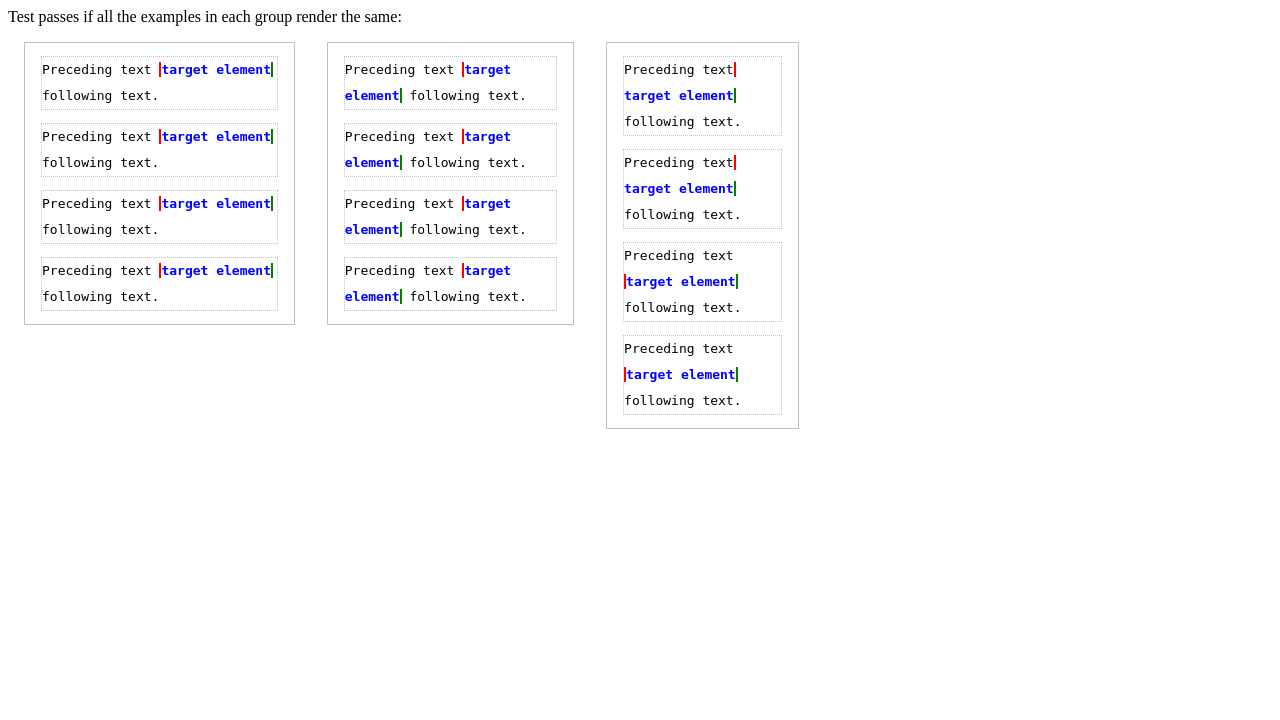 Test passes if all the examples in each group render the same:
Preceding text target element
following text.
Preceding text target element
following text.
Preceding text target element
following text.
Preceding text target element
following text.
Preceding text target
element following text.
Preceding text target
element following text.
Preceding text target
element following text.
Preceding text target
element following text.
Preceding text
target element
following text.
Preceding text
target element
following text.
Preceding text
target element
following text.
Preceding text
target element
following text.